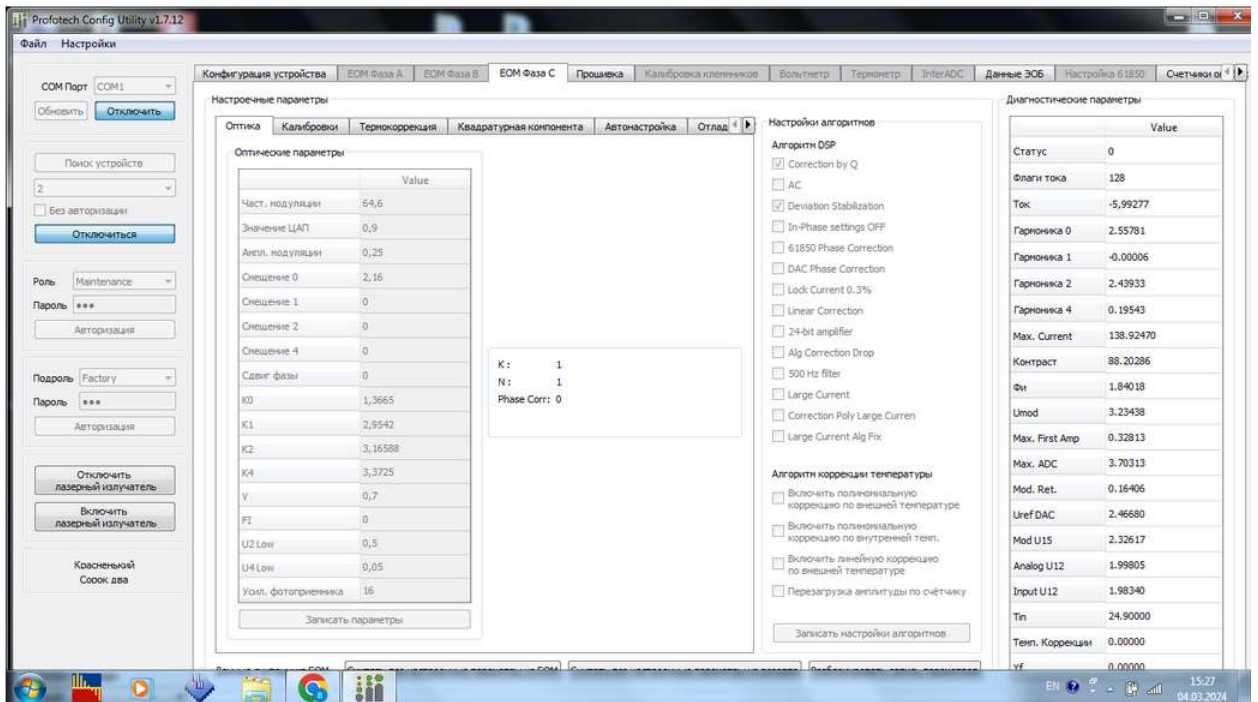 Profotech Config Utility v1.7.12
Файл Настройки
COM Порт COM1
Обновить Отключить
Поиск устройств
2
Без авторизации
Отключиться
Роль Maintenance
Пароль ●●●
Авторизация
Подроль Factory
Пароль ●●●
Авторизация
Отключить
лазерный излучатель
Включить
лазерный излучатель
Красненький
Сорок два
Конфигурация устройства EOM Фаза A EOM Фаза B EOM Фаза C Прошивка Калибровка клеммников Вольтметр Термометр InterADC Данные ЭОБ Настройка 61850 Счетчики
Настроечные параметры
Оптика Калибровки Термокоррекция Квадратурная компонента Автонастройка Отлад
Оптические параметры
Value
Част. модуляции 64,6
Значение ЦАП 0,9
Ампл. модуляции 0,25
Смещение 0 2,16
Смещение 1 0
Смещение 2 0
Смещение 4 0
Сдвиг фазы 0
K0 1,3665
K1 2,9542
K2 3,16588
K4 3,3725
V 0,7
FI 0
U2 Low 0,5
U4 Low 0,05
Усил. фотоприемника 16
Записать параметры
K: 1
N: 1
Phase Corr: 0
Настройки алгоритмов
Алгоритм DSP
Correction by Q
AC
Deviation Stabilization
In-Phase settings OFF
61850 Phase Correction
DAC Phase Correction
Lock Current 0.3%
Linear Correction
24-bit amplifier
Alg Correction Drop
500 Hz filter
Large Current
Correction Poly Large Curren
Large Current Alg Fix
Алгоритм коррекции температуры
Включить полиномиальную
коррекцию по внешней температуре
Включить полиномиальную
коррекцию по внутренней темп.
Включить линейную коррекцию
по внешней температуре
Перезагрузка амплитуды по счётчику
Записать настройки алгоритмов
Диагностические параметры
Value
Статус 0
Флаги тока 128
Ток -5,99277
Гармоника 0 2.55781
Гармоника 1 -0.00006
Гармоника 2 2.43933
Гармоника 4 0.19543
Max. Current 138.92470
Контраст 88.20286
Фи 1.84018
Umod 3.23438
Max. First Amp 0.32813
Max. ADC 3.70313
Mod. Ret. 0.16406
Uref DAC 2.46680
Mod U15 2.32617
Analog U12 1.99805
Input U12 1.98340
Tin 24.90000
Темп. Коррекции 0.00000
Vf 0.00000
EN 15:27
04.03.2024